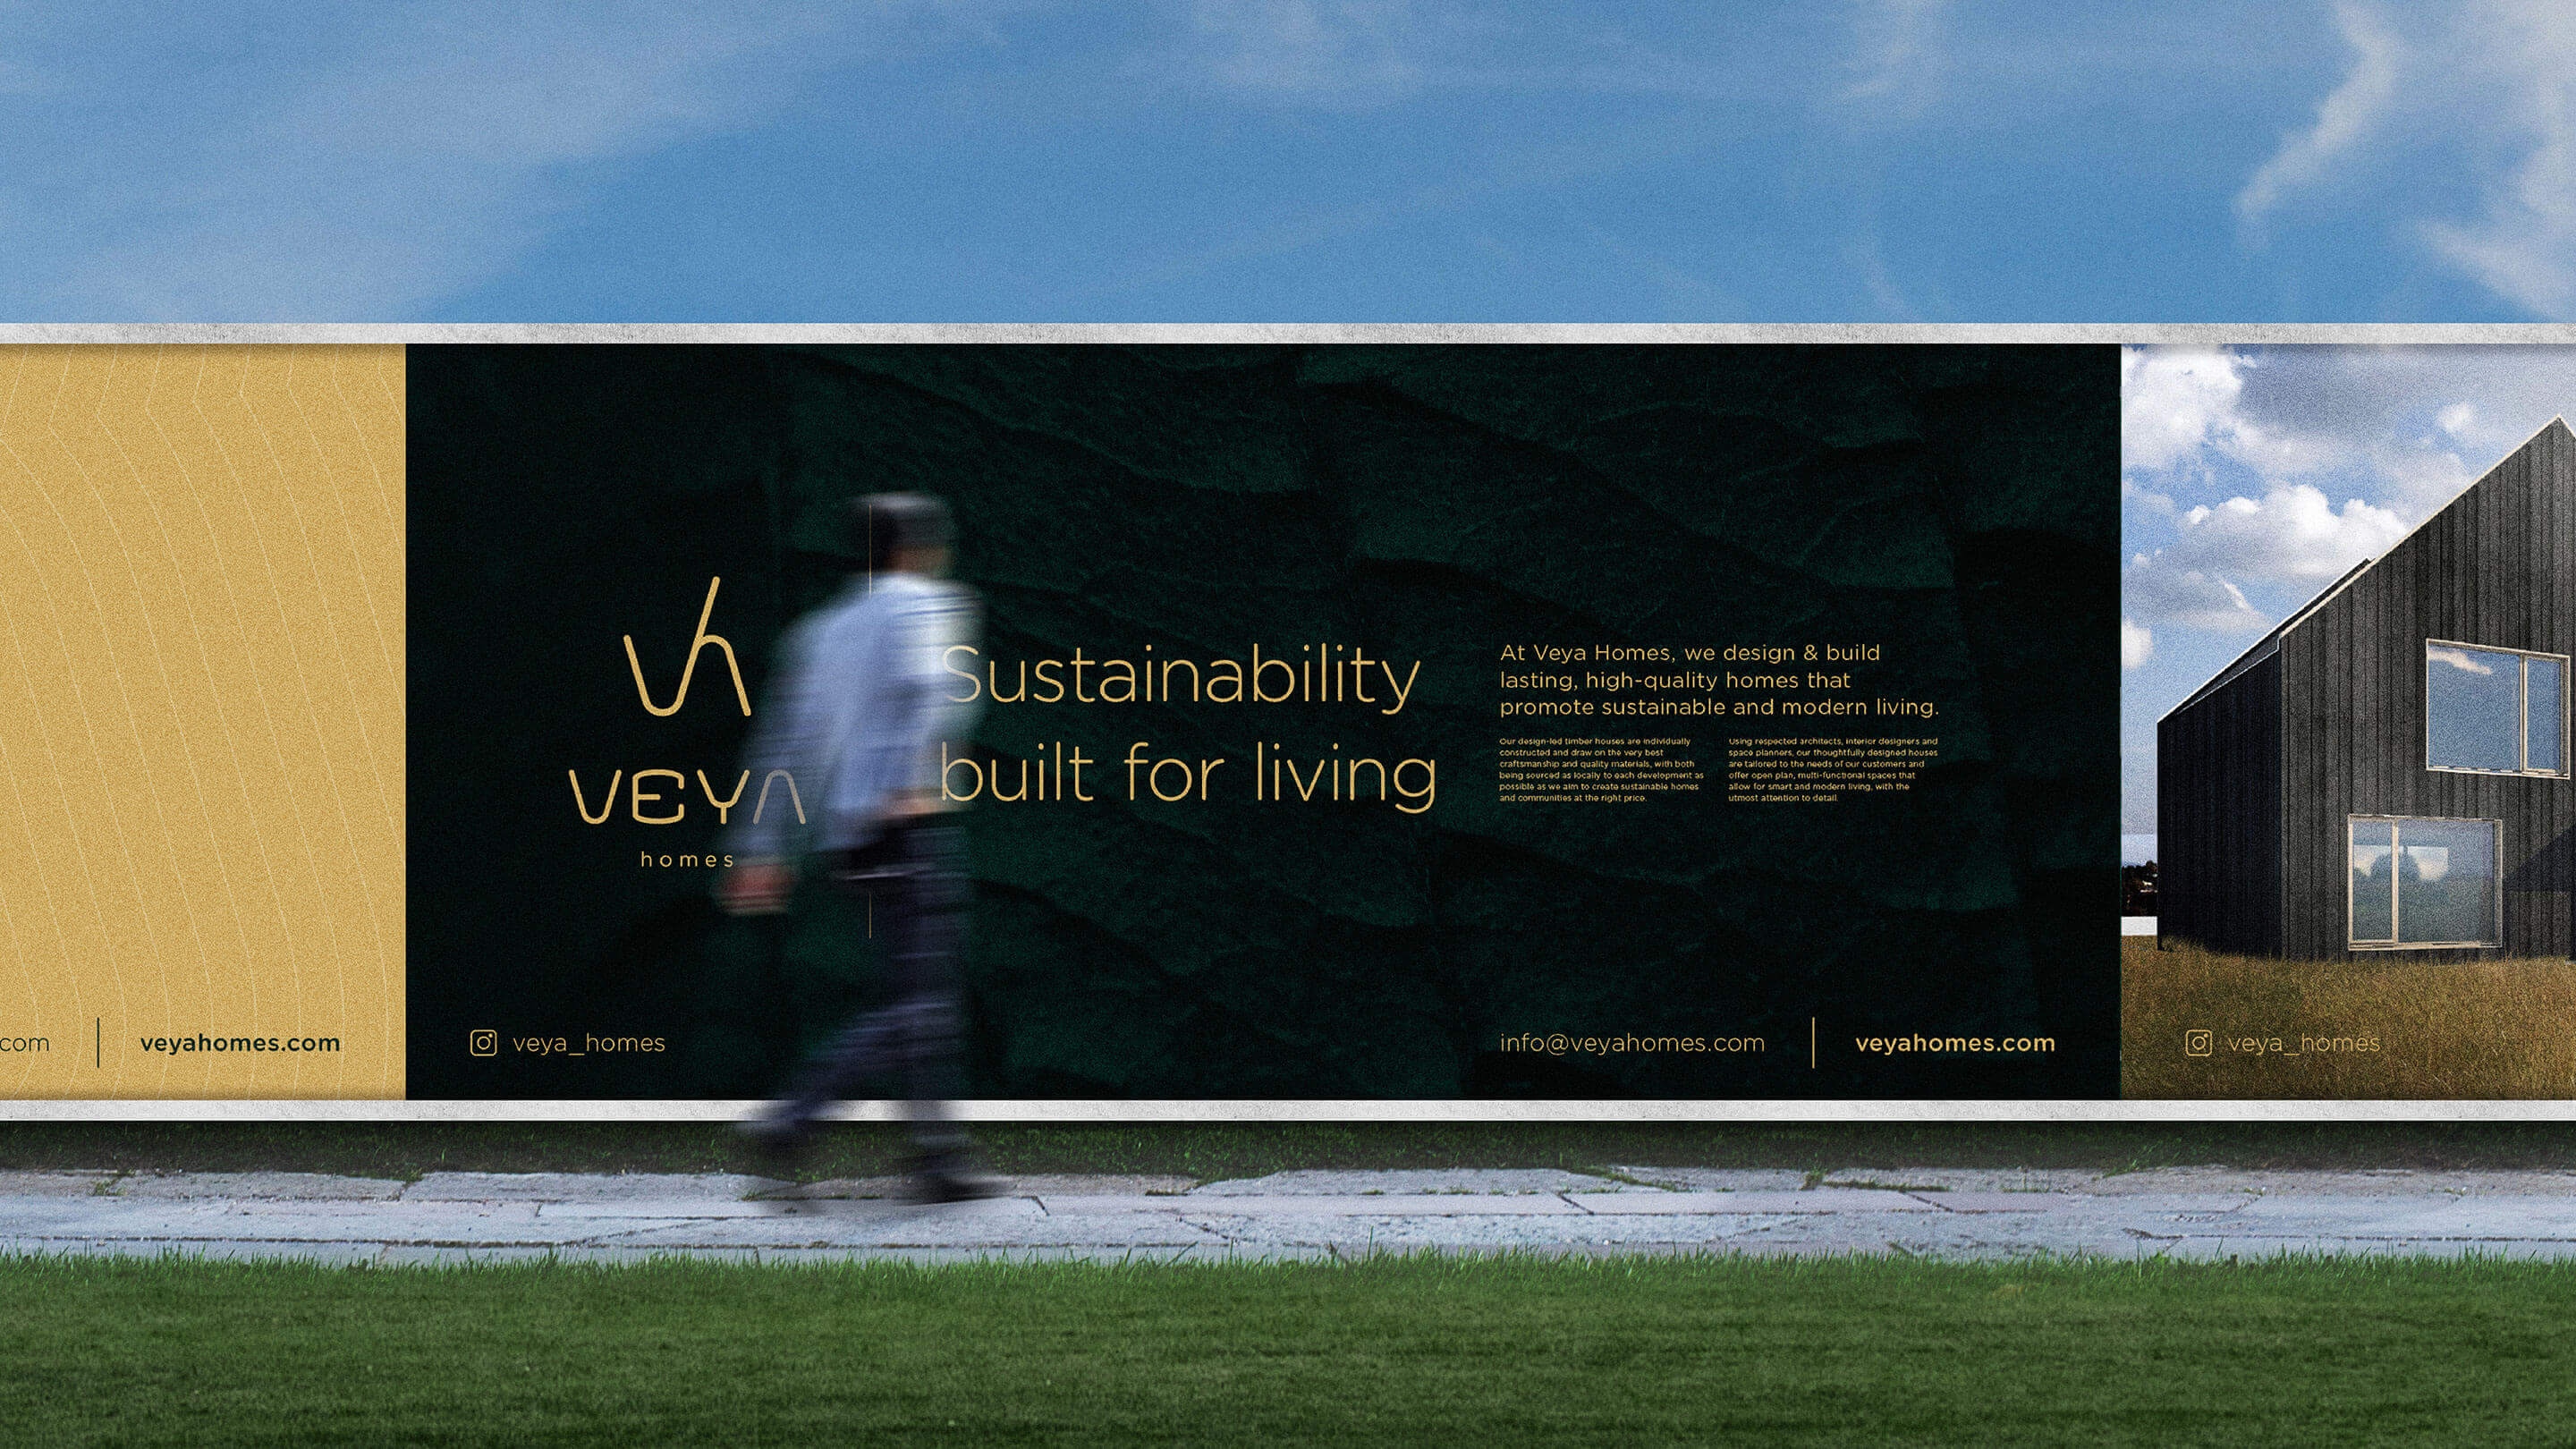 com
veyahomes.com
VEYA
homes
veya_homes
Sustainability
built for living
At Veya Homes, we design & build
lasting, high-quality homes that
promote sustainable and modern living.
Our design-led timber houses are individually
constructed and draw on the very best
craftsmanship and quality materials, with both
being sourced as locally to each development as
possible as we aim to create sustainable homes
and communities at the right price.
Using respected architects, interior designers and
space planners, our thoughtfully designed houses
are tailored to the needs of our customers and
offer open plan, multi-functional spaces that
allow for smart and modern living, with the
utmost attention to detail.
info@veyahomes.com
veyahomes.com
veya_homes